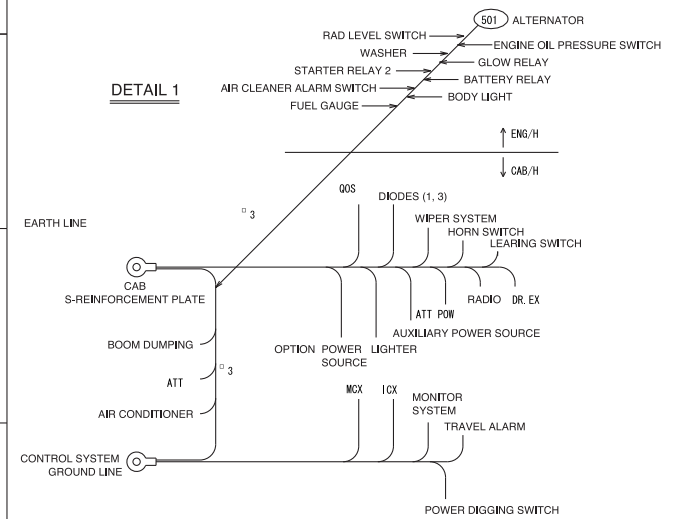 501 ALTERNATOR
RAD LEVEL SWITCH
ENGINE OIL PRESSURE SWITCH
WASHER
GLOW RELAY
STARTER RELAY 2
BATTERY RELAY
AIR CLEANER ALARM SWITCH
BODY LIGHT
FUEL GAUGE
DETAIL 1
↑ ENG/H
↓ CAB/H
QOS
DIODES (1, 3)
□ 3
WIPER SYSTEM
HORN SWITCH
LEARING SWITCH
EARTH LINE
CAB
S-REINFORCEMENT PLATE
RADIO
DR. EX
ATT POW
AUXILIARY POWER SOURCE
OPTION POWER
SOURCE
LIGHTER
BOOM DUMPING
□ 3
ATT
AIR CONDITIONER
MCX
ICX
MONITOR
SYSTEM
TRAVEL ALARM
CONTROL SYSTEM
GROUND LINE
POWER DIGGING SWITCH